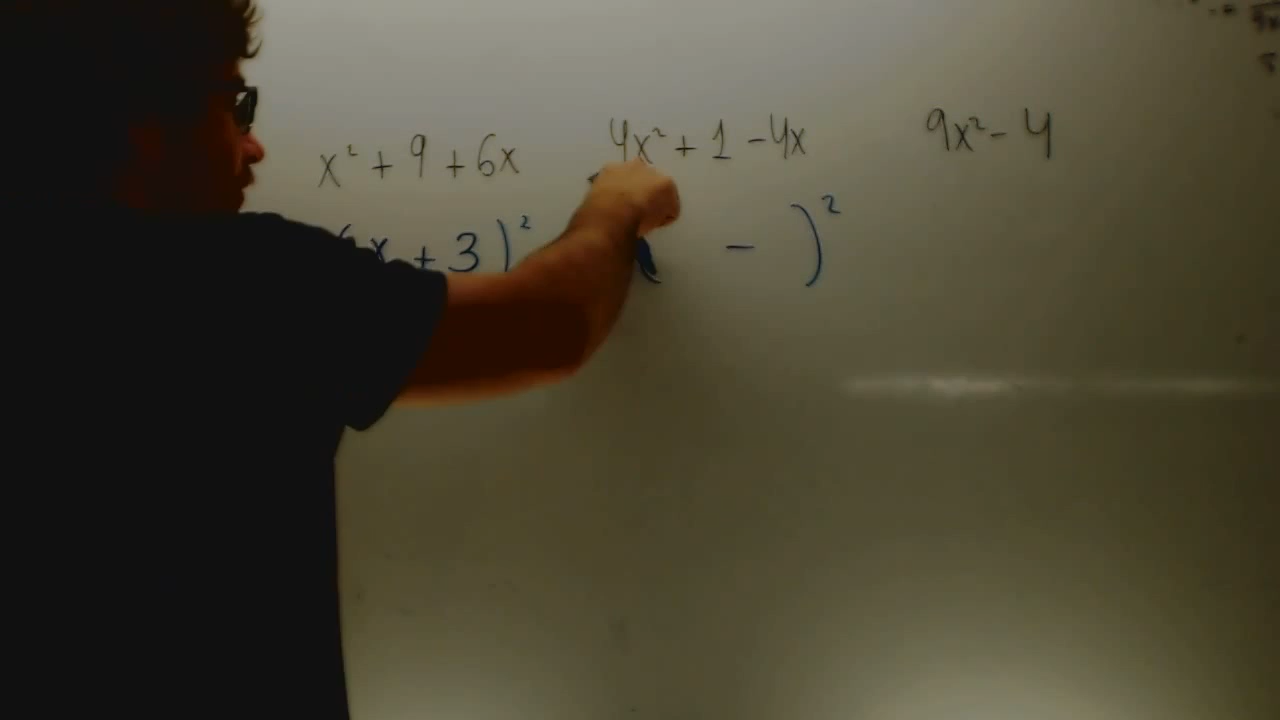 x² + 9 + 6x 4x² + 1 - 4x 9x² - 4
(x + 3)² ( - )²